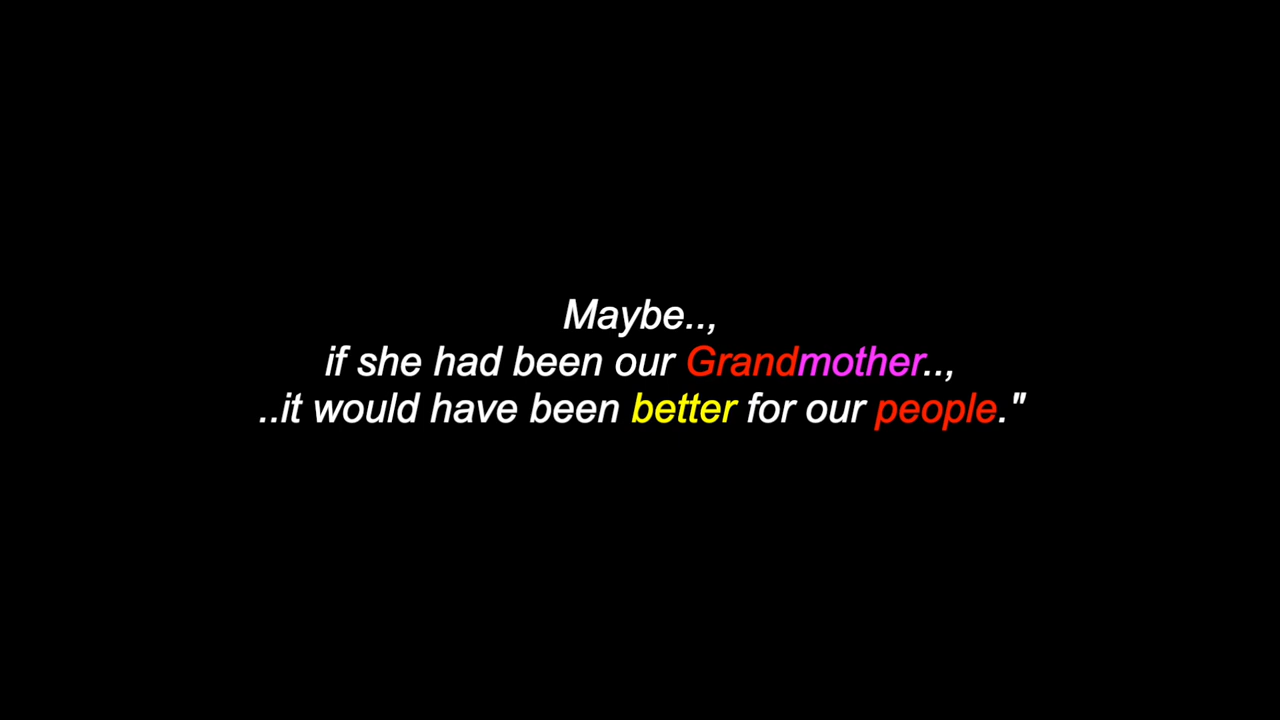 Maybe..,
if she had been our Grandmother..,
..it would have been better for our people."